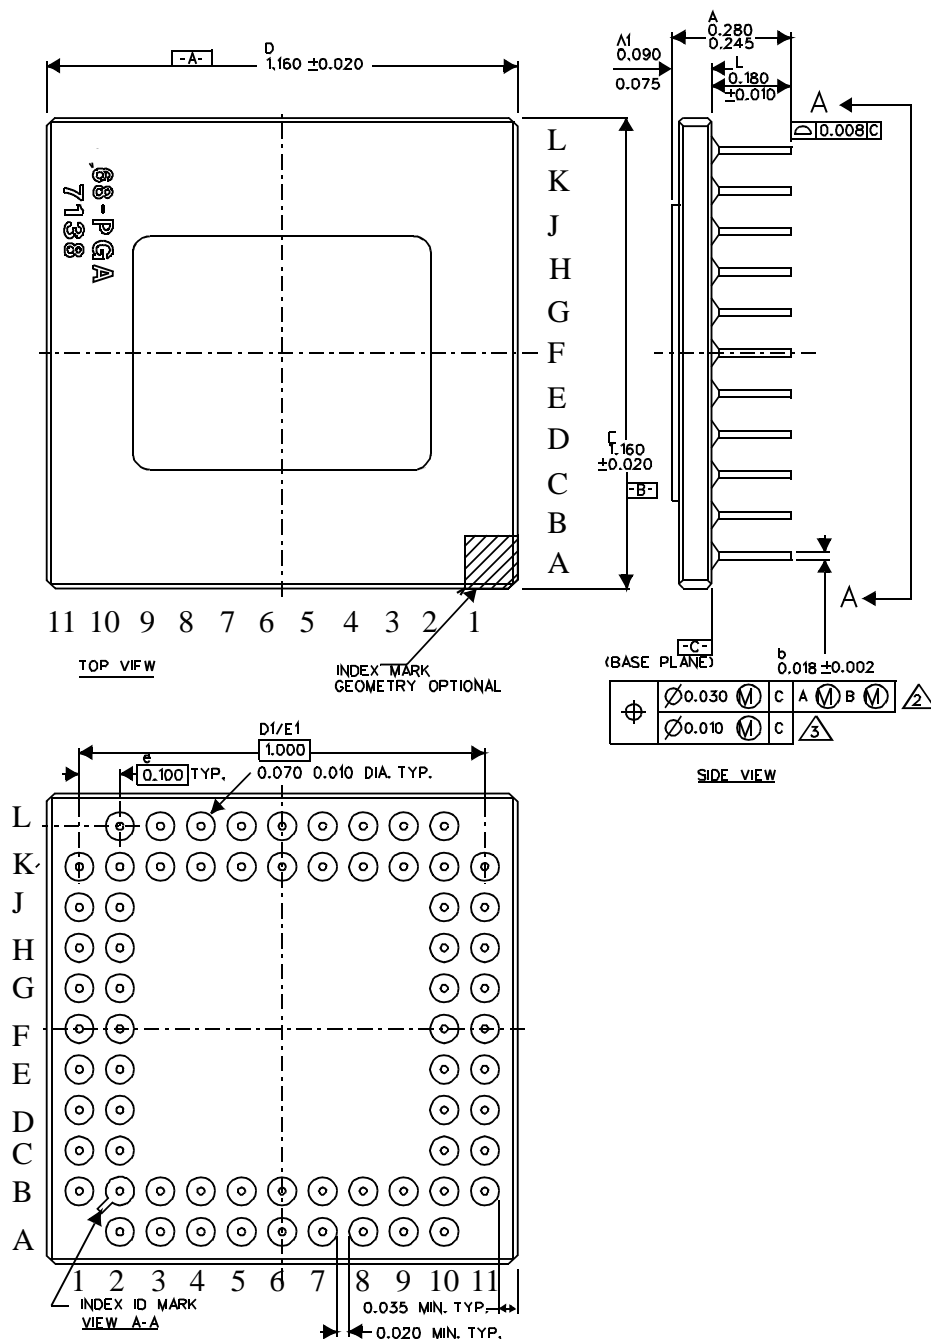 D
-A-
1.160 ±0.020
A
0.280
0.245
A1
0.090
0.075
L
0.180
±0.010
A
0.008 C
68-PGA
7138
L
K
J
H
G
F
E
D
C
B
A
1.160
±0.020
-B-
A
11 10 9 8 7 6 5 4 3 2 1
TOP VIEW
INDEX MARK
GEOMETRY OPTIONAL
-C-
(BASE PLANE)
b
0.018 ±0.002
⌖ Ø0.030 Ⓜ C A Ⓜ B Ⓜ 2
Ø0.010 Ⓜ C 3
SIDE VIEW
D1/E1
1.000
e
0.100 TYP.
0.070 0.010 DIA. TYP.
L
K
J
H
G
F
E
D
C
B
A
1 2 3 4 5 6 7 8 9 10 11
INDEX ID MARK
VIEW A-A
0.035 MIN. TYP.
0.020 MIN. TYP.